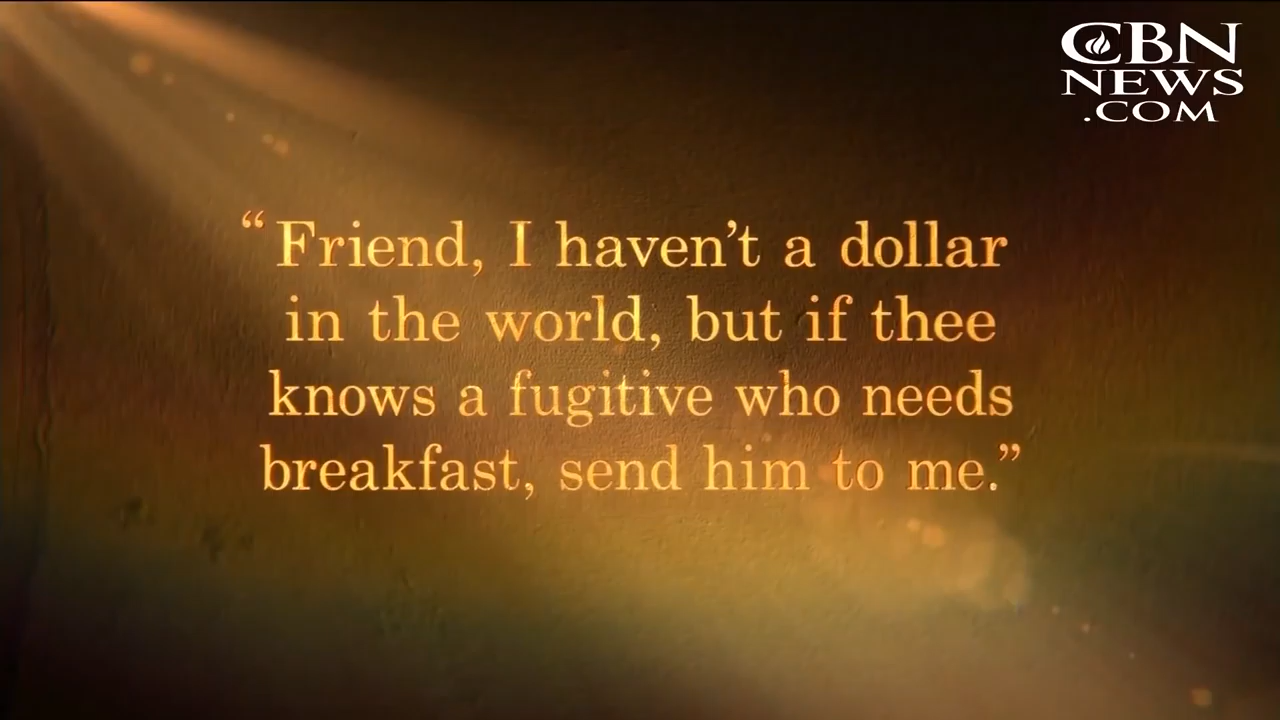 CBN
NEWS
.COM
“Friend, I haven’t a dollar
in the world, but if thee
knows a fugitive who needs
breakfast, send him to me.”